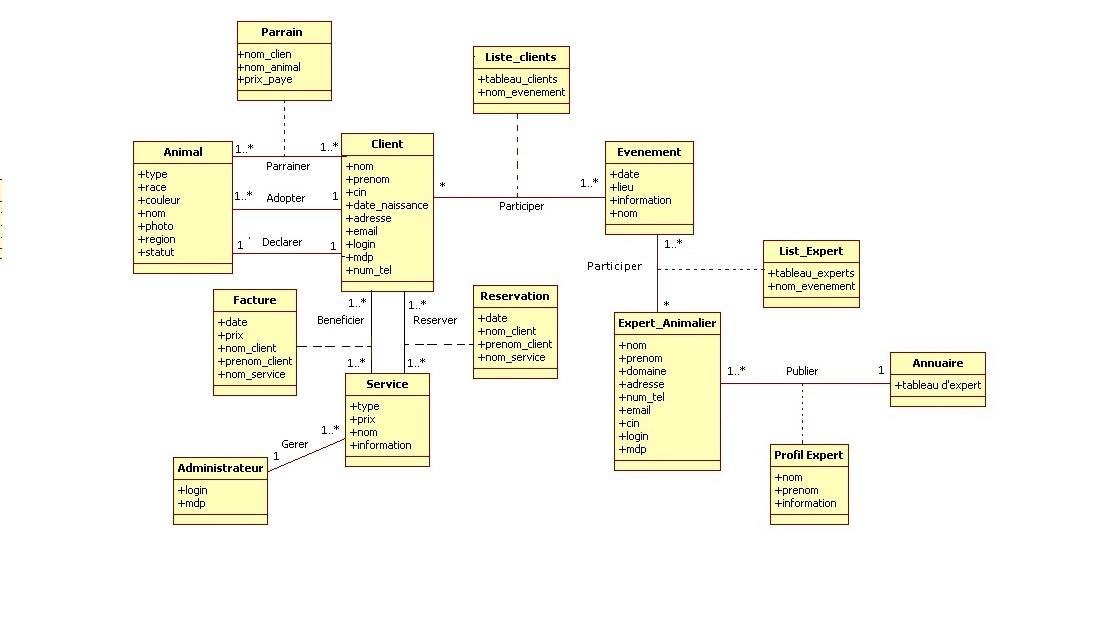 Parrain
+nom_clien
+nom_animal
+prix_paye
Liste_clients
+tableau_clients
+nom_evenement
Animal
+type
+race
+couleur
+nom
+photo
+region
+statut
1..*
1..*
Parrainer
1..*
Adopter
1
1
Declarer
1
Client
+nom
+prenom
+cin
+date_naissance
+adresse
+email
+login
+mdp
+num_tel
*
1..*
Participer
Evenement
+date
+lieu
+information
+nom
1..*
Participer
*
List_Expert
+tableau_experts
+nom_evenement
Facture
+date
+prix
+nom_client
+prenom_client
+nom_service
1..*
Beneficier
1..*
1..*
Reserver
1..*
Reservation
+date
+nom_client
+prenom_client
+nom_service
Expert_Animalier
+nom
+prenom
+domaine
+adresse
+num_tel
+email
+cin
+login
+mdp
1..*
Publier
1
Annuaire
+tableau d'expert
Service
+type
+prix
+nom
+information
1..*
Gerer
1
Administrateur
+login
+mdp
Profil Expert
+nom
+prenom
+information